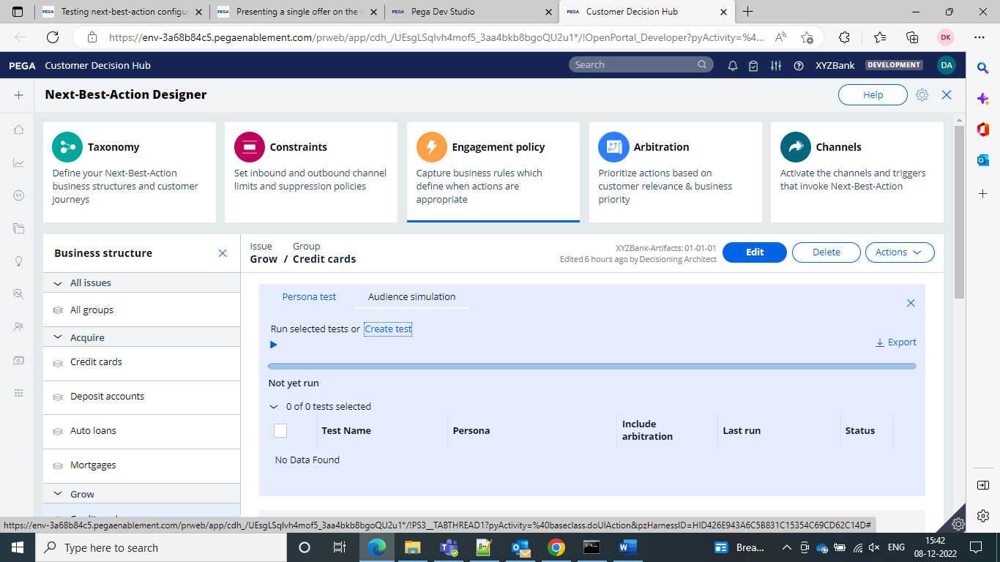 Testing next-best-action configur
Presenting a single offer on the w
Pega Dev Studio
Customer Decision Hub
https://env-3a68b84c5.pegaenablement.com/prweb/app/cdh_/UEsgLSqIvh4mof5_3aa4bkb8bgoQU2u1*/!OpenPortal_Developer?pyActivity=%4...
DK
PEGA Customer Decision Hub
Search
XYZBank
DEVELOPMENT
DA
Next-Best-Action Designer
Help
Taxonomy
Define your Next-Best-Action
business structures and customer
journeys
Constraints
Set inbound and outbound channel
limits and suppression policies
Engagement policy
Capture business rules which
define when actions are
appropriate
Arbitration
Prioritize actions based on
customer relevance & business
priority
Channels
Activate the channels and triggers
that invoke Next-Best-Action
Business structure
All issues
All groups
Acquire
Credit cards
Deposit accounts
Auto loans
Mortgages
Grow
Issue Group
Grow / Credit cards
XYZBank-Artifacts: 01-01-01
Edited 6 hours ago by Decisioning Architect
Edit
Delete
Actions
Persona test
Audience simulation
Run selected tests or Create test
Export
Not yet run
0 of 0 tests selected
Test Name
Persona
Include
arbitration
Last run
Status
No Data Found
https://env-3a68b84c5.pegaenablement.com/prweb/app/cdh_/UEsgLSqIvh4mof5_3aa4bkb8bgoQU2u1*/!PS3__TABTHREAD1?pyActivity=%40baseclass.doUIAction&pzHarnessID=HID426E943A6C5B831C15354C69CD62C14D#
Type here to search
Brea...
ENG
15:42
08-12-2022